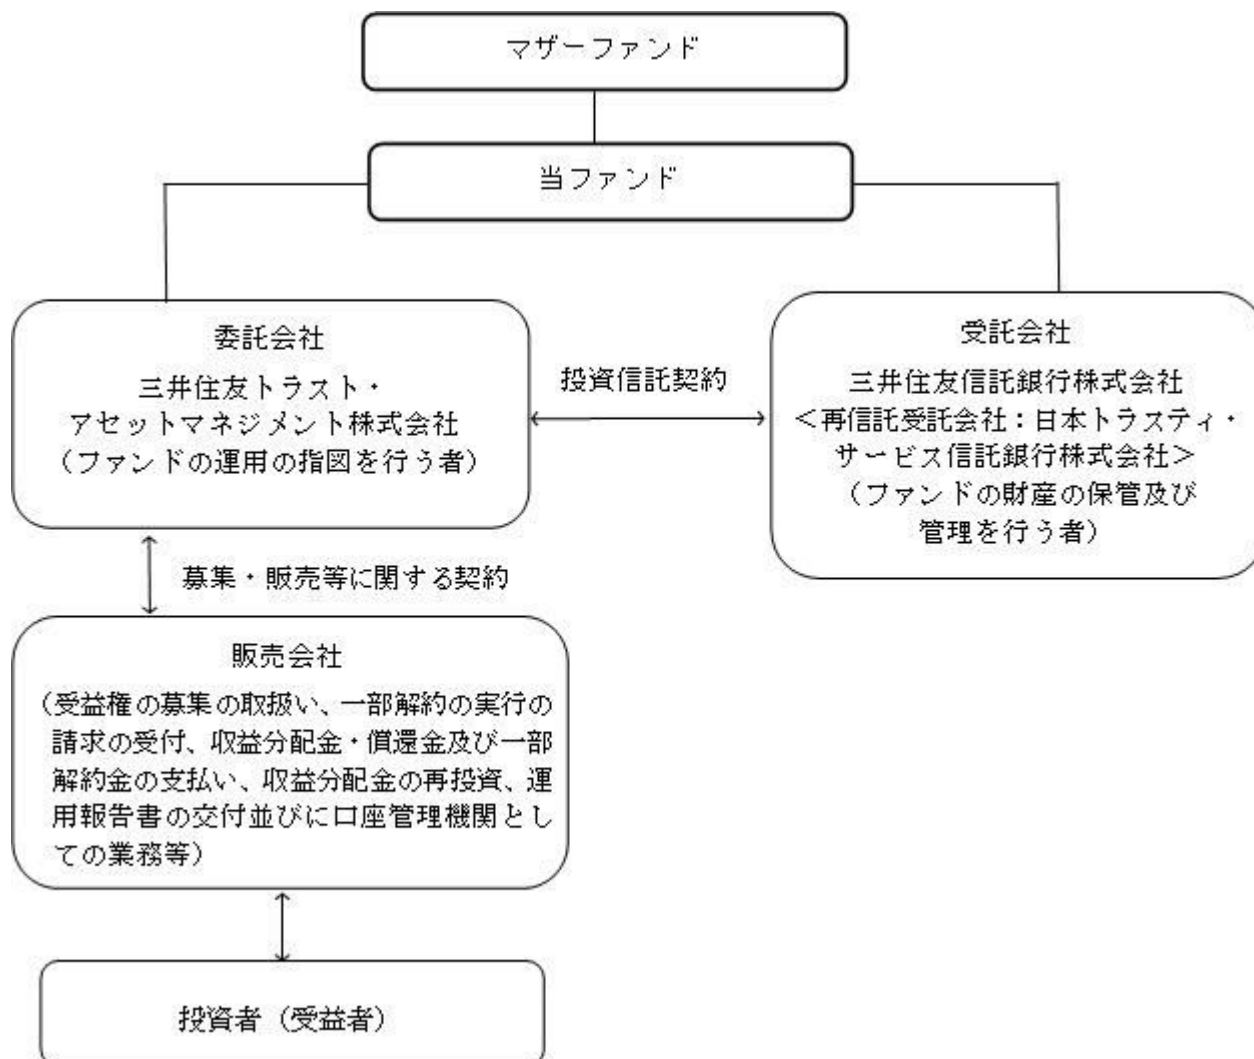 マザーファンド
当ファンド
委託会社
三井住友トラスト・
アセットマネジメント株式会社
(ファンドの運用の指図を行う者)
投資信託契約
受託会社
三井住友信託銀行株式会社
<再信託受託会社:日本トラスティ・
サービス信託銀行株式会社>
(ファンドの財産の保管及び
管理を行う者)
募集・販売等に関する契約
販売会社
(受益権の募集の取扱い、一部解約の実行の
請求の受付、収益分配金・償還金及び一部
解約金の支払い、収益分配金の再投資、運
用報告書の交付並びに口座管理機関とし
ての業務等)
投資者(受益者)